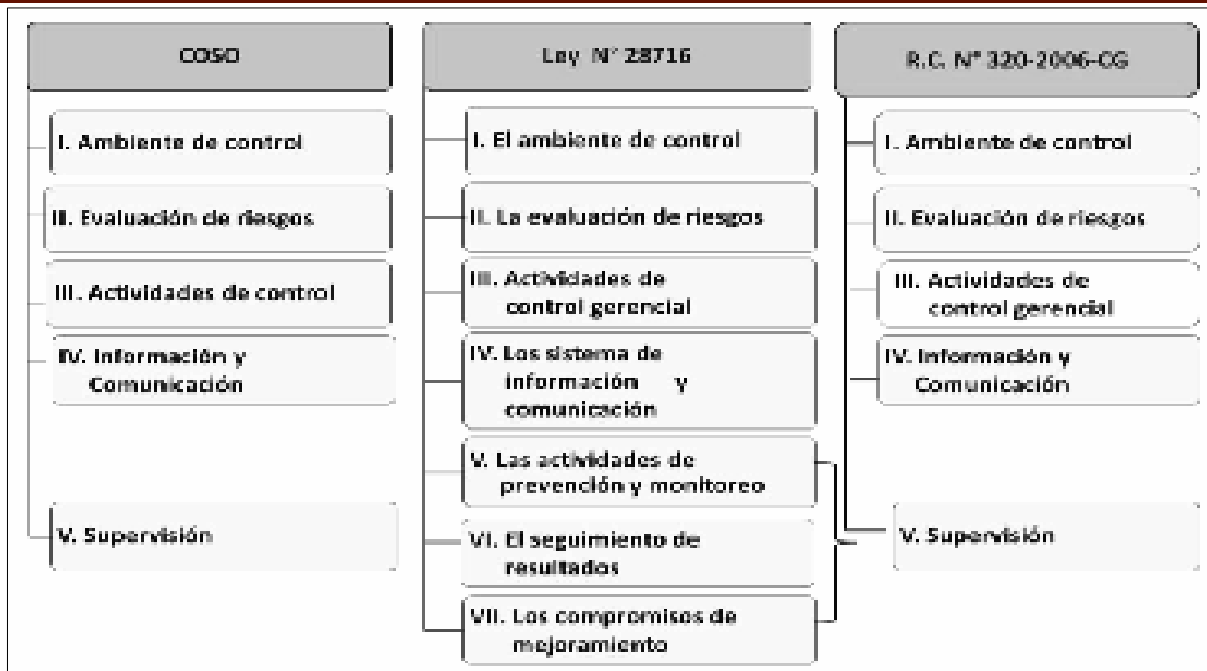 COSO
I. Ambiente de control
II. Evaluación de riesgos
III. Actividades de control
IV. Información y
Comunicación
V. Supervisión
Ley N° 28716
I. El ambiente de control
II. La evaluación de riesgos
III. Actividades de
control gerencial
IV. Los sistema de
información y
comunicación
V. Las actividades de
prevención y monitoreo
VI. El seguimiento de
resultados
VII. Los compromisos de
mejoramiento
R.C. N° 320-2006-CG
I. Ambiente de control
II. Evaluación de riesgos
III. Actividades de
control gerencial
IV. Información y
Comunicación
V. Supervisión